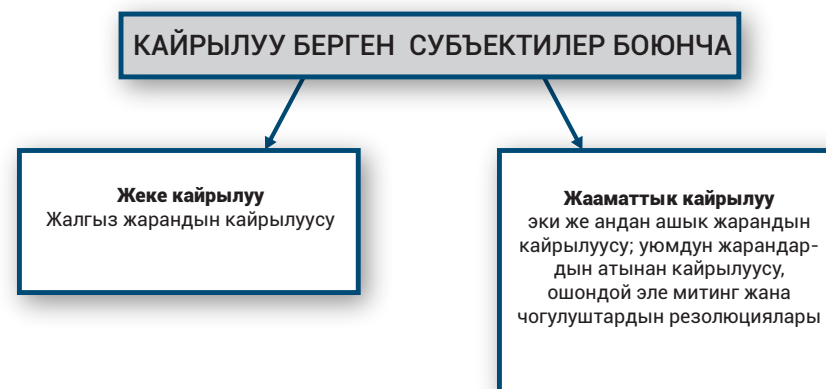 КАЙРЫЛУУ БЕРГЕН СУБЪЕКТИЛЕР БОЮНЧА
Жеке кайрылуу
Жалгыз жарандын кайрылуусу
Жааматтык кайрылуу
эки же андан ашык жарандын
кайрылуусу; уюмдун жарандар-
дын атынан кайрылуусу,
ошондой эле митинг жана
чогулуштардын резолюциялары